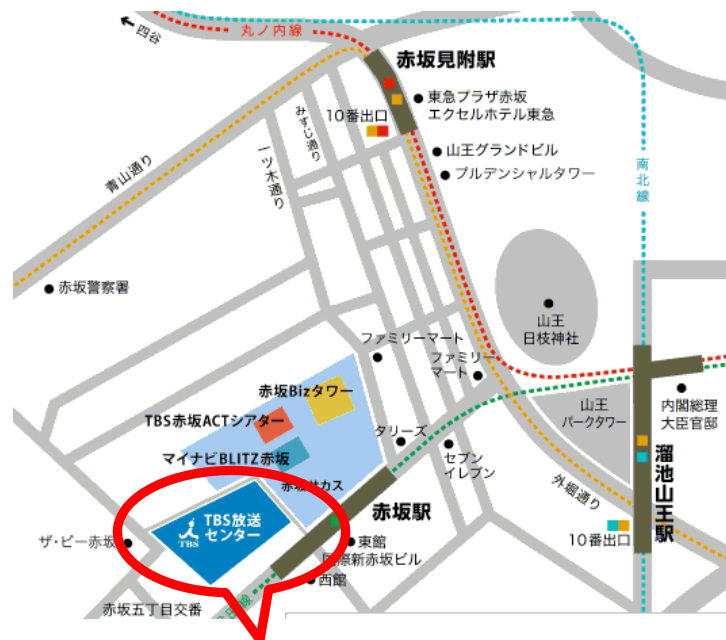 四谷
丸ノ内線
赤坂見附駅
東急プラザ赤坂
エクセルホテル東急
10番出口
みすじ通り
一ツ木通り
山王グランドビル
プルデンシャルタワー
南北線
青山通り
赤坂警察署
山王
日枝神社
ファミリーマート
ファミリー
マート
赤坂Bizタワー
TBS赤坂ACTシアター
マイナビBLITZ赤坂
赤坂サカス
タリーズ
セブン
イレブン
山王
パークタワー
内閣総理
大臣官邸
溜池山王駅
外堀通り
10番出口
赤坂駅
TBS放送
センター
TBS
ザ・ビー赤坂
東館
国際新赤坂ビル
西館
赤坂五丁目交番